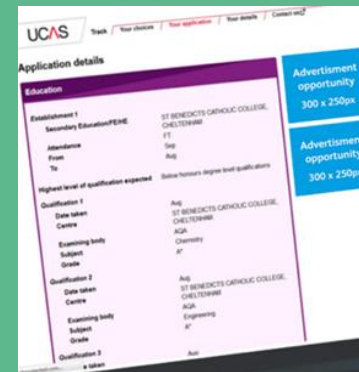 UCAS Track Your choices Your application Your details Contact us
Application details
Education
Establishment 1
Secondary Education/FE/HE ST BENEDICTS CATHOLIC COLLEGE,
CHELTENHAM
Attendance FT
From Sep
To Aug
Highest level of qualification expected Below honours degree level qualifications
Qualification 1
Date taken Aug
Centre ST BENEDICTS CATHOLIC COLLEGE,
CHELTENHAM
Examining body AQA
Subject Chemistry
Grade A*
Qualification 2
Date taken Aug
Centre ST BENEDICTS CATHOLIC COLLEGE,
CHELTENHAM
Examining body AQA
Subject Engineering
Grade A*
Qualification 3
taken Aug
Advertisment
opportunity
300 x 250px
Advertisment
opportunity
300 x 250px